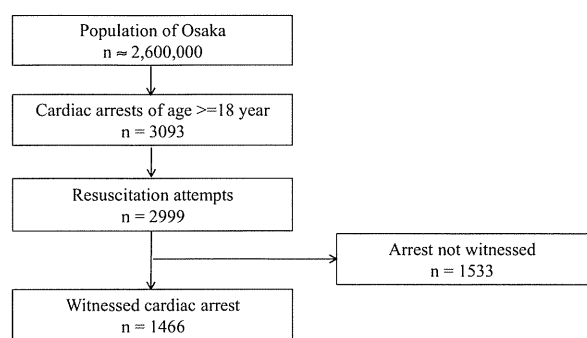 Population of Osaka
n ≈ 2,600,000
Cardiac arrests of age >=18 year
n = 3093
Resuscitation attempts
n = 2999
Arrest not witnessed
n = 1533
Witnessed cardiac arrest
n = 1466